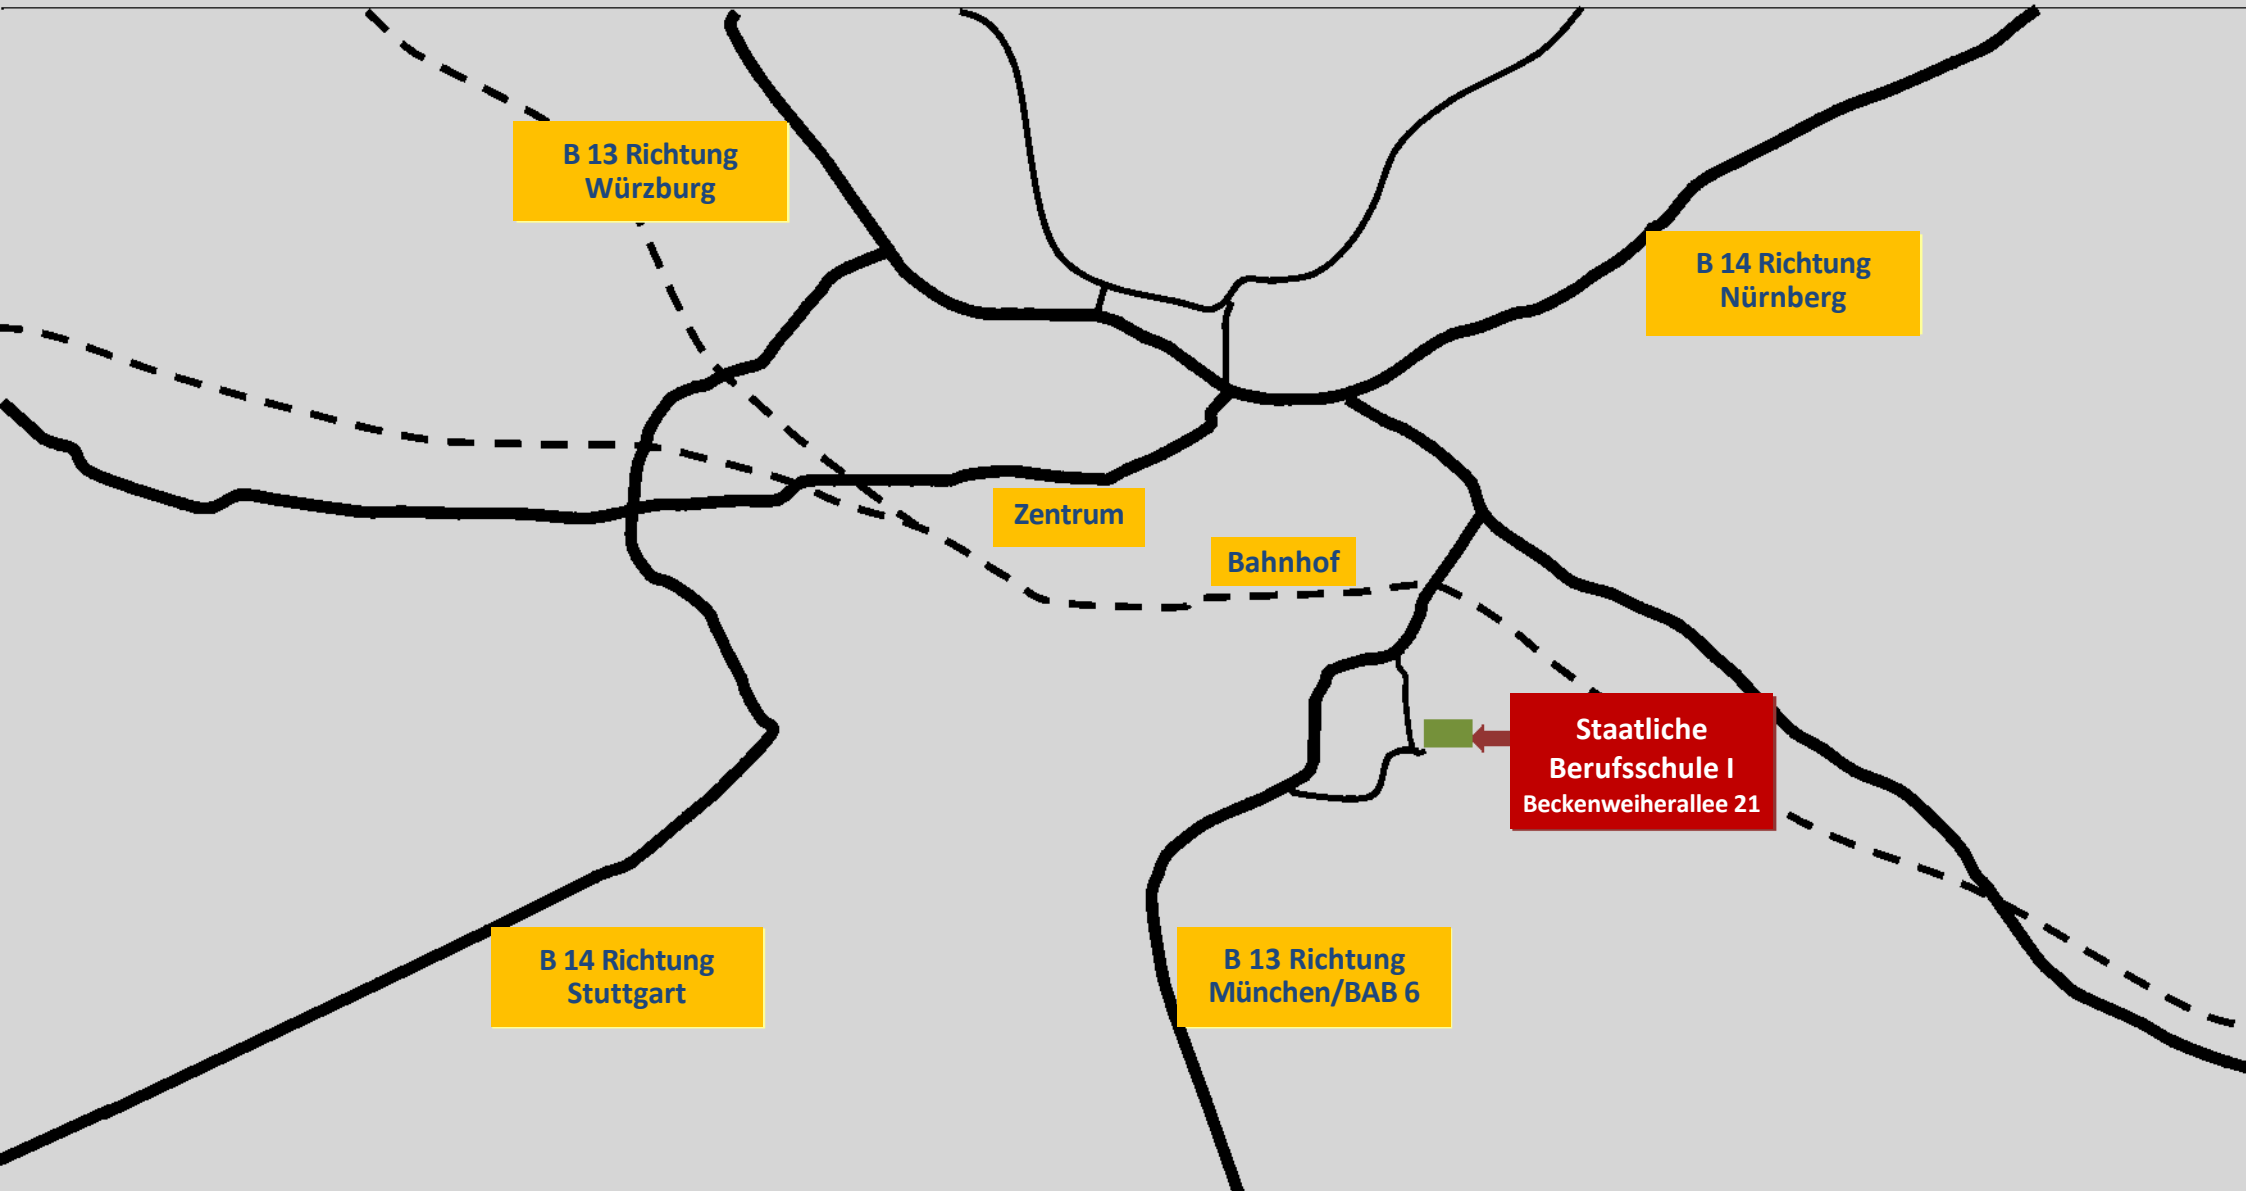 B 13 Richtung
Würzburg
B 14 Richtung
Nürnberg
Zentrum
Bahnhof
Staatliche
Berufsschule I
Beckenweiherallee 21
B 14 Richtung
Stuttgart
B 13 Richtung
München/BAB 6